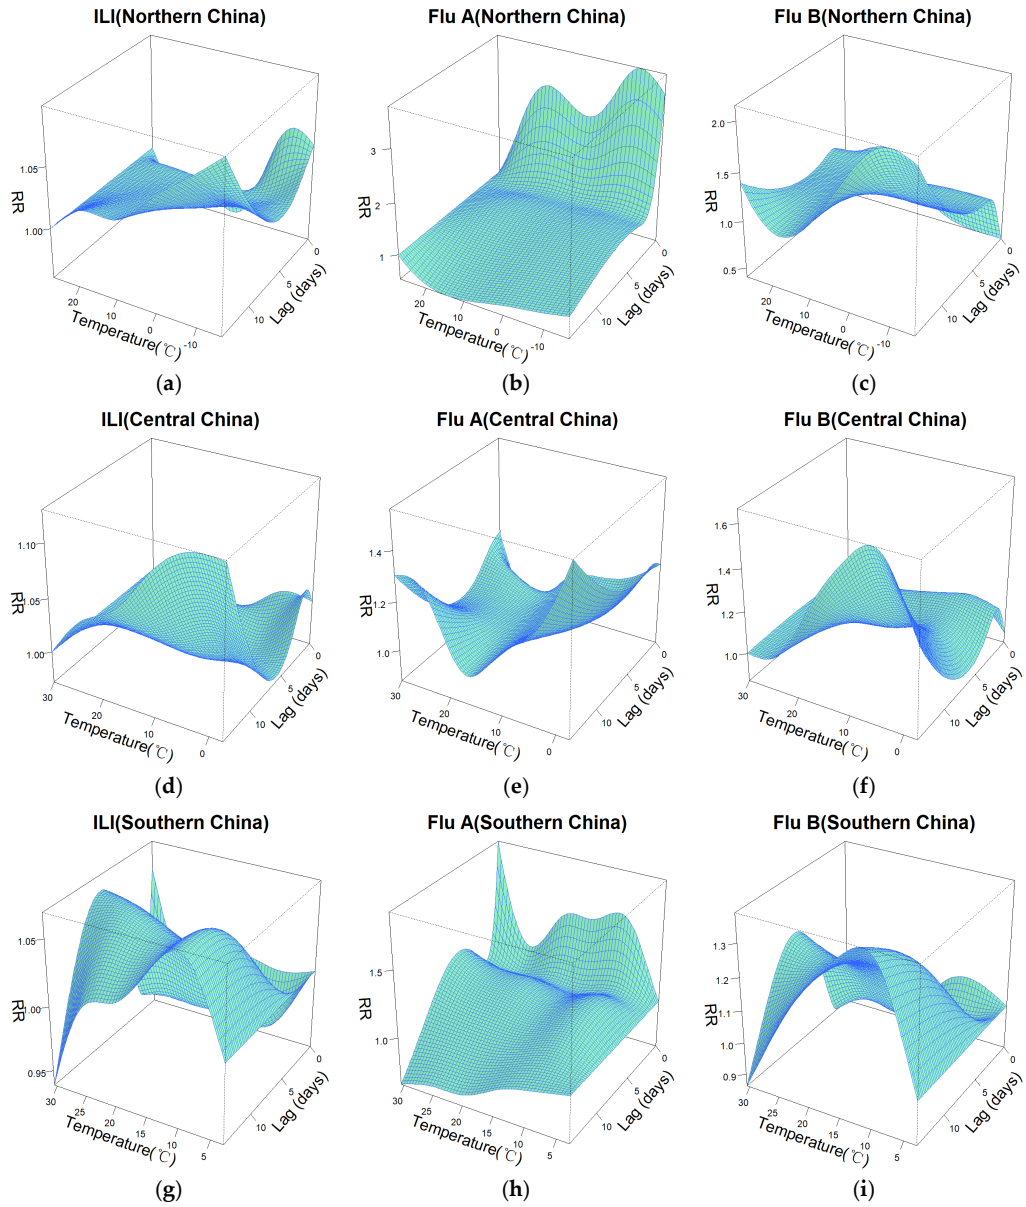 ILI(Northern China)
Flu A(Northern China)
Flu B(Northern China)
1.05
1.00
RR
20
10
0
-10
Temperature(℃)
0
5
10
Lag (days)
3
2
1
RR
20
10
0
-10
Temperature(℃)
0
5
10
Lag (days)
2.0
1.5
1.0
0.5
RR
20
10
0
-10
Temperature(℃)
0
5
10
Lag (days)
(a)
(b)
(c)
ILI(Central China)
Flu A(Central China)
Flu B(Central China)
1.10
1.05
1.00
RR
30
20
10
0
Temperature(℃)
0
5
10
Lag (days)
1.4
1.2
1.0
RR
30
20
10
0
Temperature(℃)
0
5
10
Lag (days)
1.6
1.4
1.2
1.0
RR
30
20
10
0
Temperature(℃)
0
5
10
Lag (days)
(d)
(e)
(f)
ILI(Southern China)
Flu A(Southern China)
Flu B(Southern China)
1.05
1.00
0.95
RR
30
25
20
15
10
5
Temperature(℃)
0
5
10
Lag (days)
1.5
1.0
RR
30
25
20
15
10
5
Temperature(℃)
0
5
10
Lag (days)
1.3
1.2
1.1
1.0
0.9
RR
30
25
20
15
10
5
Temperature(℃)
0
5
10
Lag (days)
(g)
(h)
(i)